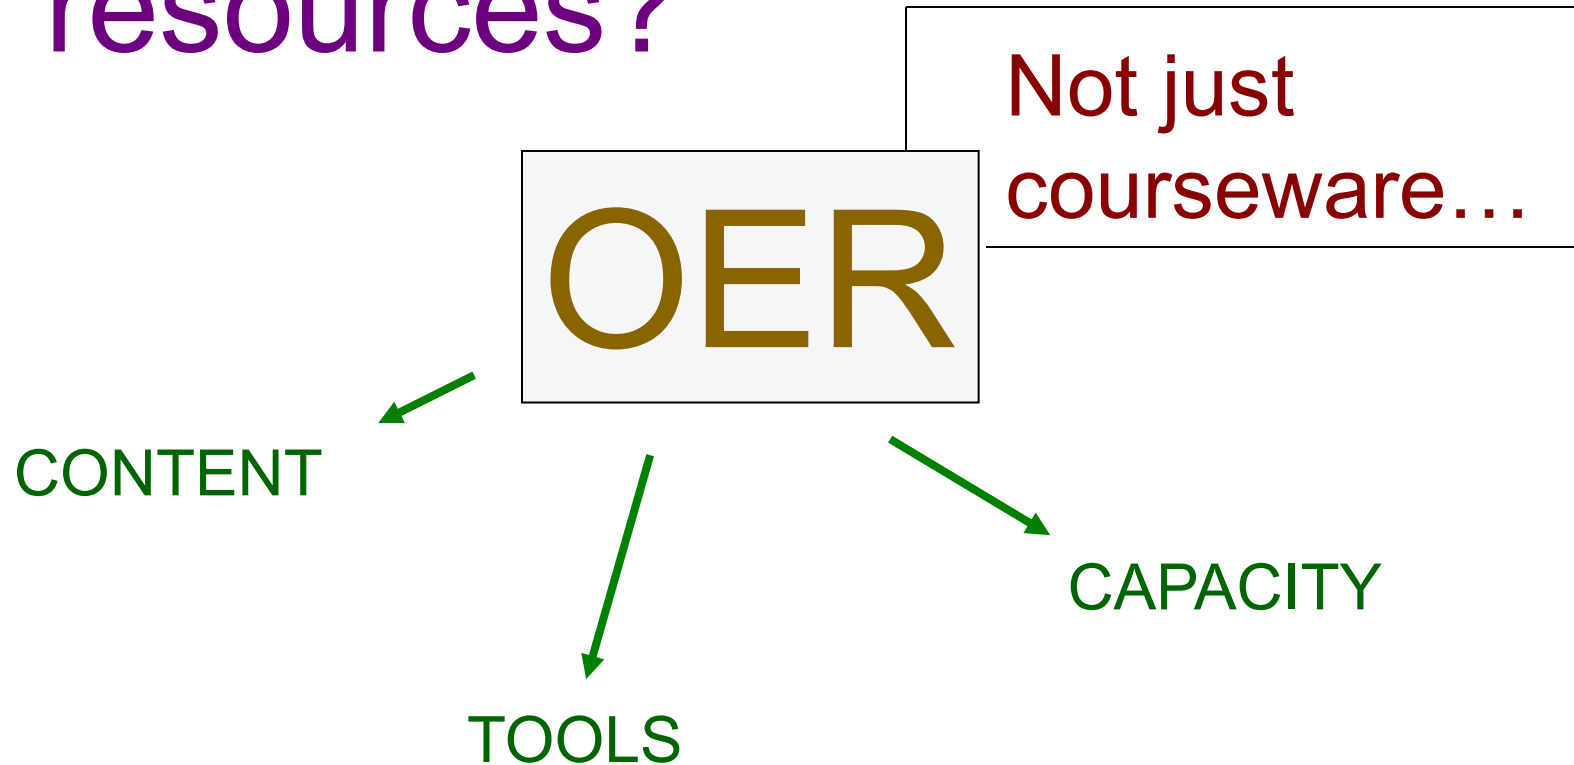 resources?
Not just
courseware…
OER
CONTENT
CAPACITY
TOOLS